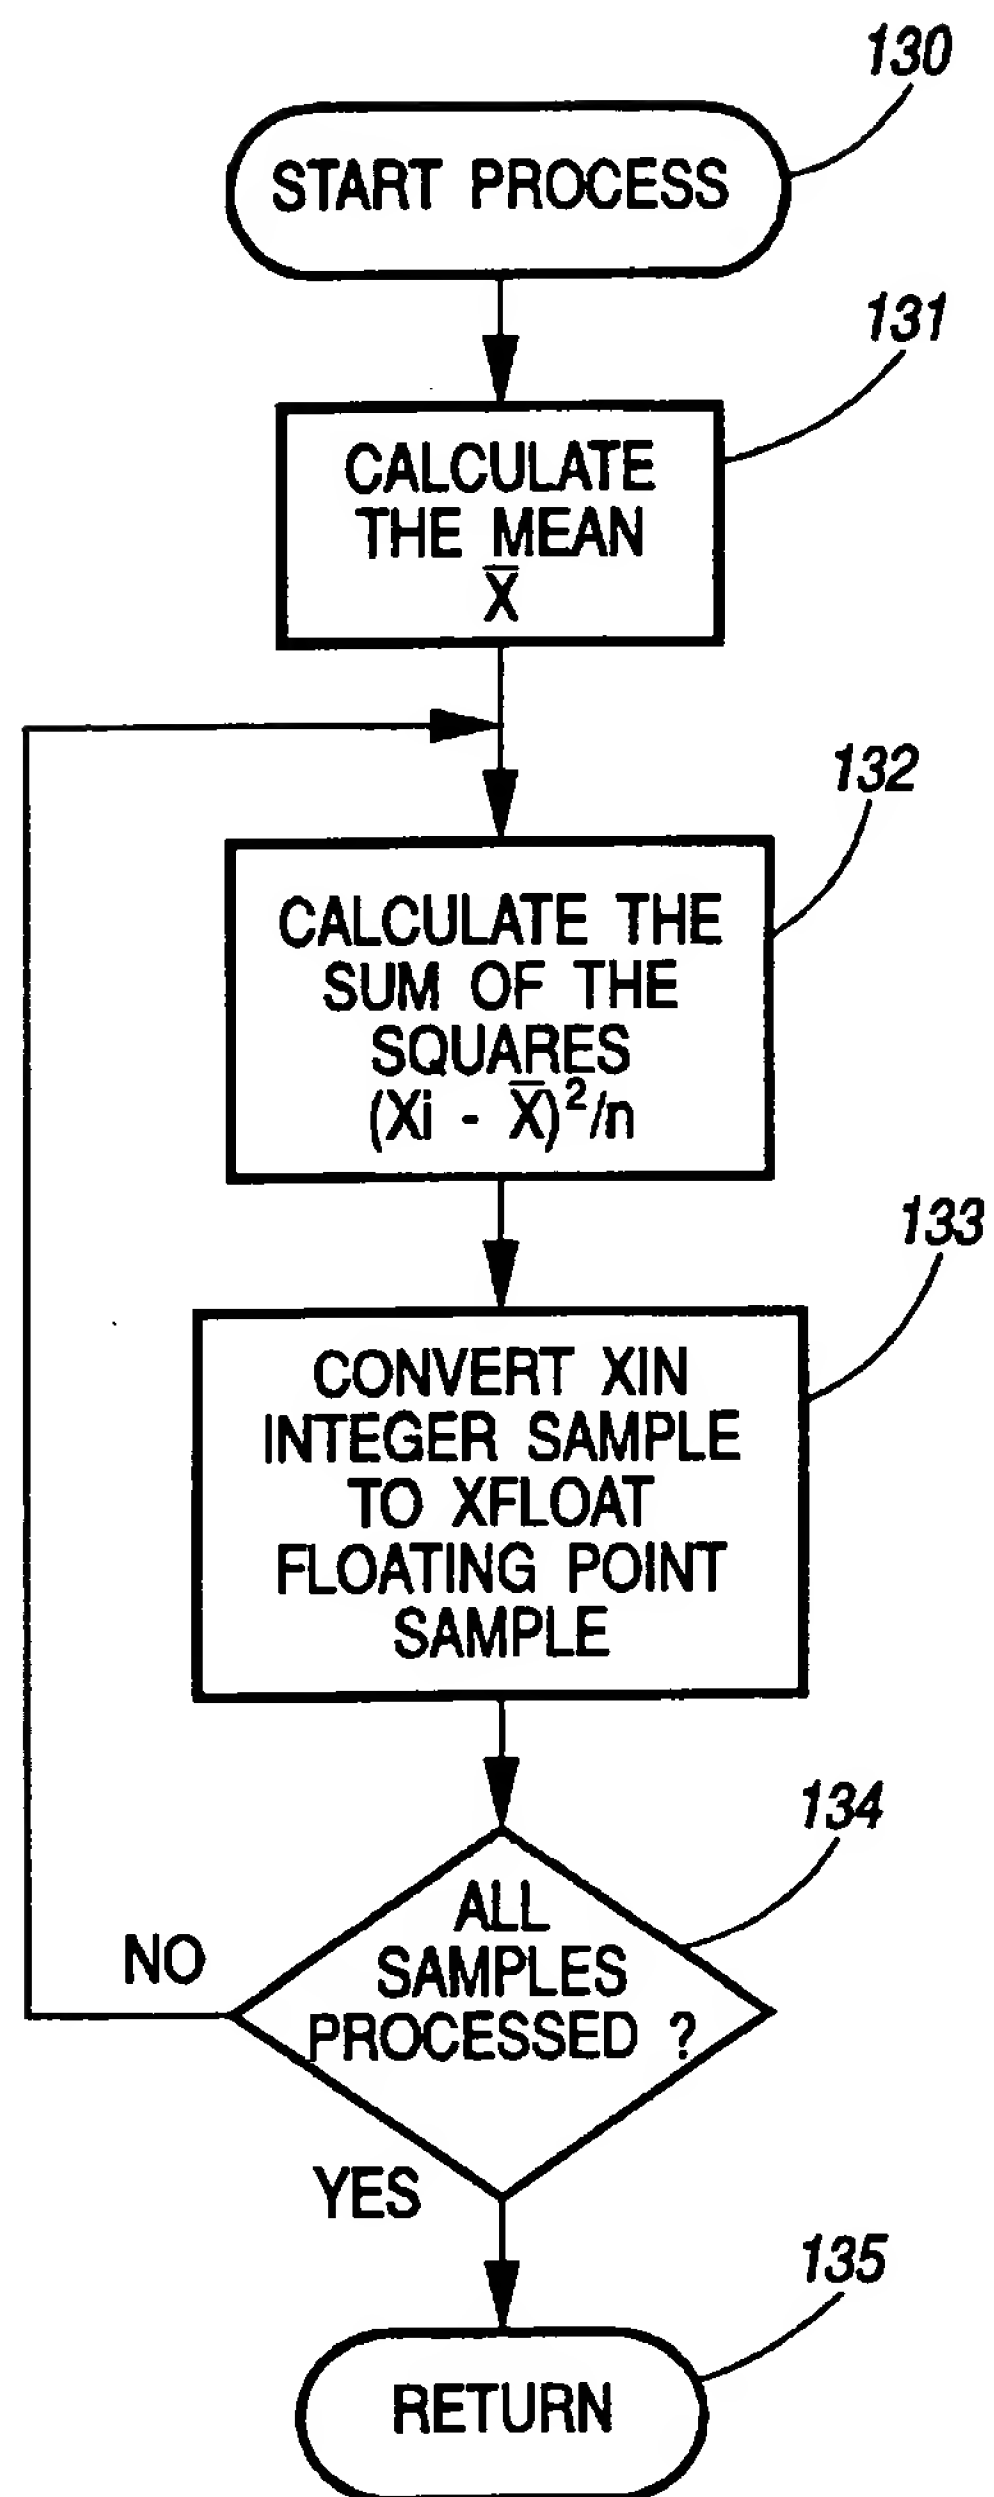 130
START PROCESS
131
CALCULATE
THE MEAN
X̅
132
CALCULATE THE
SUM OF THE
SQUARES
(Xi - X̅)²/n
133
CONVERT XIN
INTEGER SAMPLE
TO XFLOAT
FLOATING POINT
SAMPLE
134
ALL
SAMPLES
PROCESSED ?
NO
YES
135
RETURN